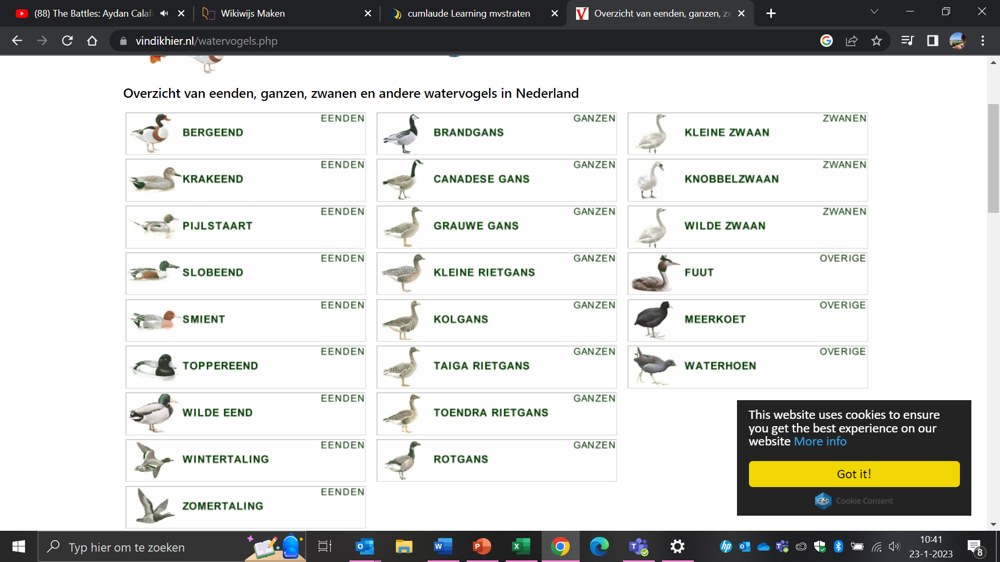 (88) The Battles: Aydan Calafi
Wikiwijs Maken
cumlaude Learning mvstraten
Overzicht van eenden, ganzen, zw
vindikhier.nl/watervogels.php
Overzicht van eenden, ganzen, zwanen en andere watervogels in Nederland
EENDEN
BERGEEND
GANZEN
BRANDGANS
ZWANEN
KLEINE ZWAAN
EENDEN
KRAKEEND
GANZEN
CANADESE GANS
ZWANEN
KNOBBELZWAAN
EENDEN
PIJLSTAART
GANZEN
GRAUWE GANS
ZWANEN
WILDE ZWAAN
EENDEN
SLOBEEND
GANZEN
KLEINE RIETGANS
OVERIGE
FUUT
EENDEN
SMIENT
GANZEN
KOLGANS
OVERIGE
MEERKOET
EENDEN
TOPPEREEND
GANZEN
TAIGA RIETGANS
OVERIGE
WATERHOEN
EENDEN
WILDE EEND
GANZEN
TOENDRA RIETGANS
EENDEN
WINTERTALING
GANZEN
ROTGANS
EENDEN
ZOMERTALING
This website uses cookies to ensure
you get the best experience on our
website More info
Got it!
Cookie Consent
Typ hier om te zoeken
10:41
23-1-2023
8